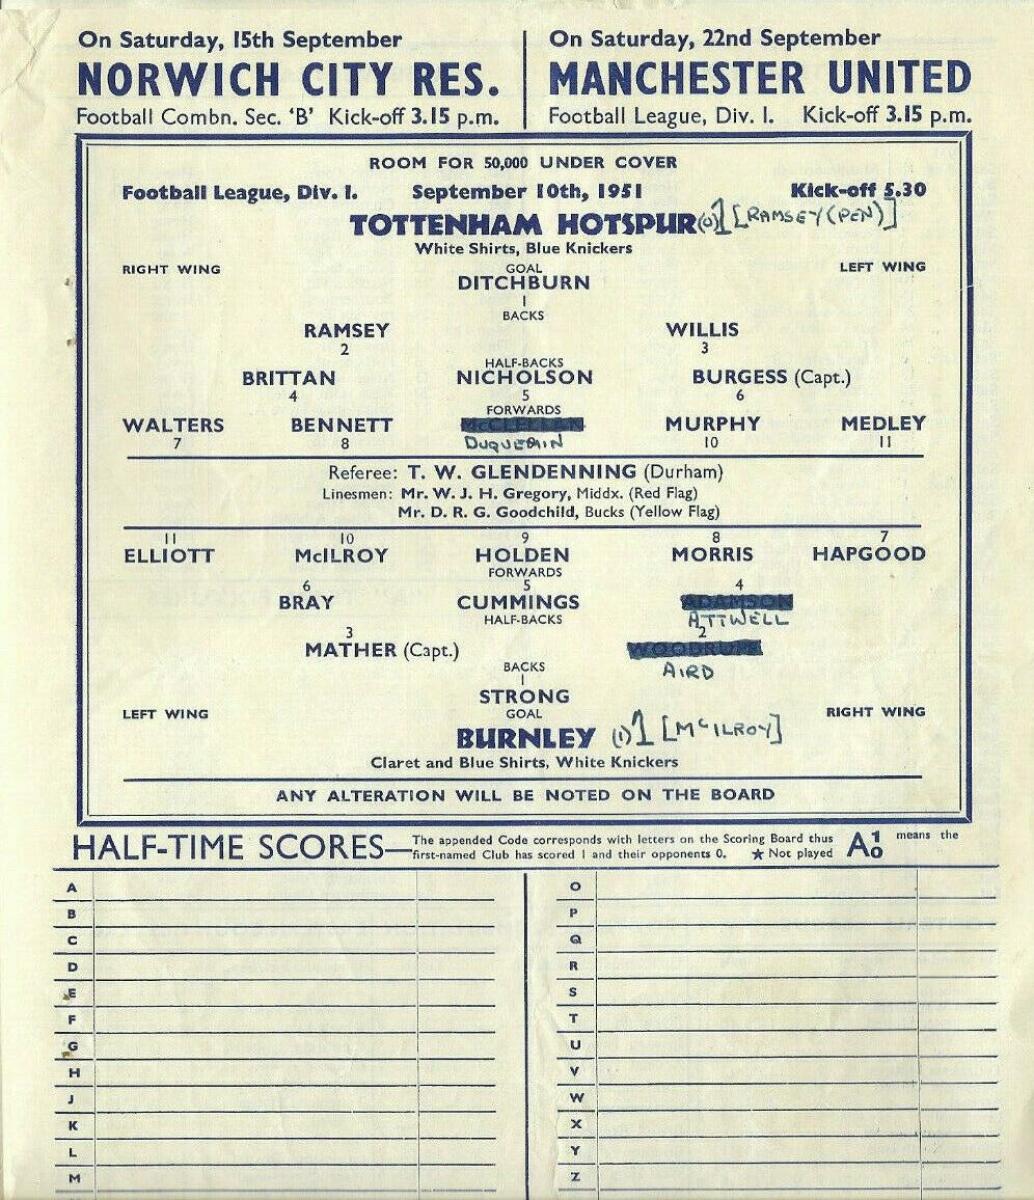 On Saturday, 15th September
NORWICH CITY RES.
Football Combn. Sec. 'B' Kick-off 3.15 p.m.
On Saturday, 22nd September
MANCHESTER UNITED
Football League, Div. I. Kick-off 3.15 p.m.
ROOM FOR 50,000 UNDER COVER
Football League, Div. I. September 10th, 1951 Kick-off 5.30
TOTTENHAM HOTSPUR (0) 1 [RAMSEY (PEN)]
White Shirts, Blue Knickers
RIGHT WING GOAL LEFT WING
DITCHBURN
1
BACKS
RAMSEY WILLIS
2 3
HALF-BACKS
BRITTAN NICHOLSON BURGESS (Capt.)
4 5 6
FORWARDS
WALTERS BENNETT McCLELLAN MURPHY MEDLEY
7 8 DUQUEMIN 10 11
Referee: T. W. GLENDENNING (Durham)
Linesmen: Mr. W. J. H. Gregory, Middx. (Red Flag)
Mr. D. R. G. Goodchild, Bucks (Yellow Flag)
11 10 9 8 7
ELLIOTT McILROY HOLDEN MORRIS HAPGOOD
FORWARDS
6 5 4
BRAY CUMMINGS ADAMSON
HALF-BACKS ATTWELL
3 2
MATHER (Capt.) WOODRUFF
BACKS AIRD
1
STRONG
LEFT WING GOAL RIGHT WING
BURNLEY (1) 1 [McILROY]
Claret and Blue Shirts, White Knickers
ANY ALTERATION WILL BE NOTED ON THE BOARD
HALF-TIME SCORES—The appended Code corresponds with letters on the Scoring Board thus A 1 0 means the
first-named Club has scored 1 and their opponents 0. ★ Not played
A
B
C
D
E
F
G
H
J
K
L
M
O
P
Q
R
S
T
U
V
W
X
Y
Z